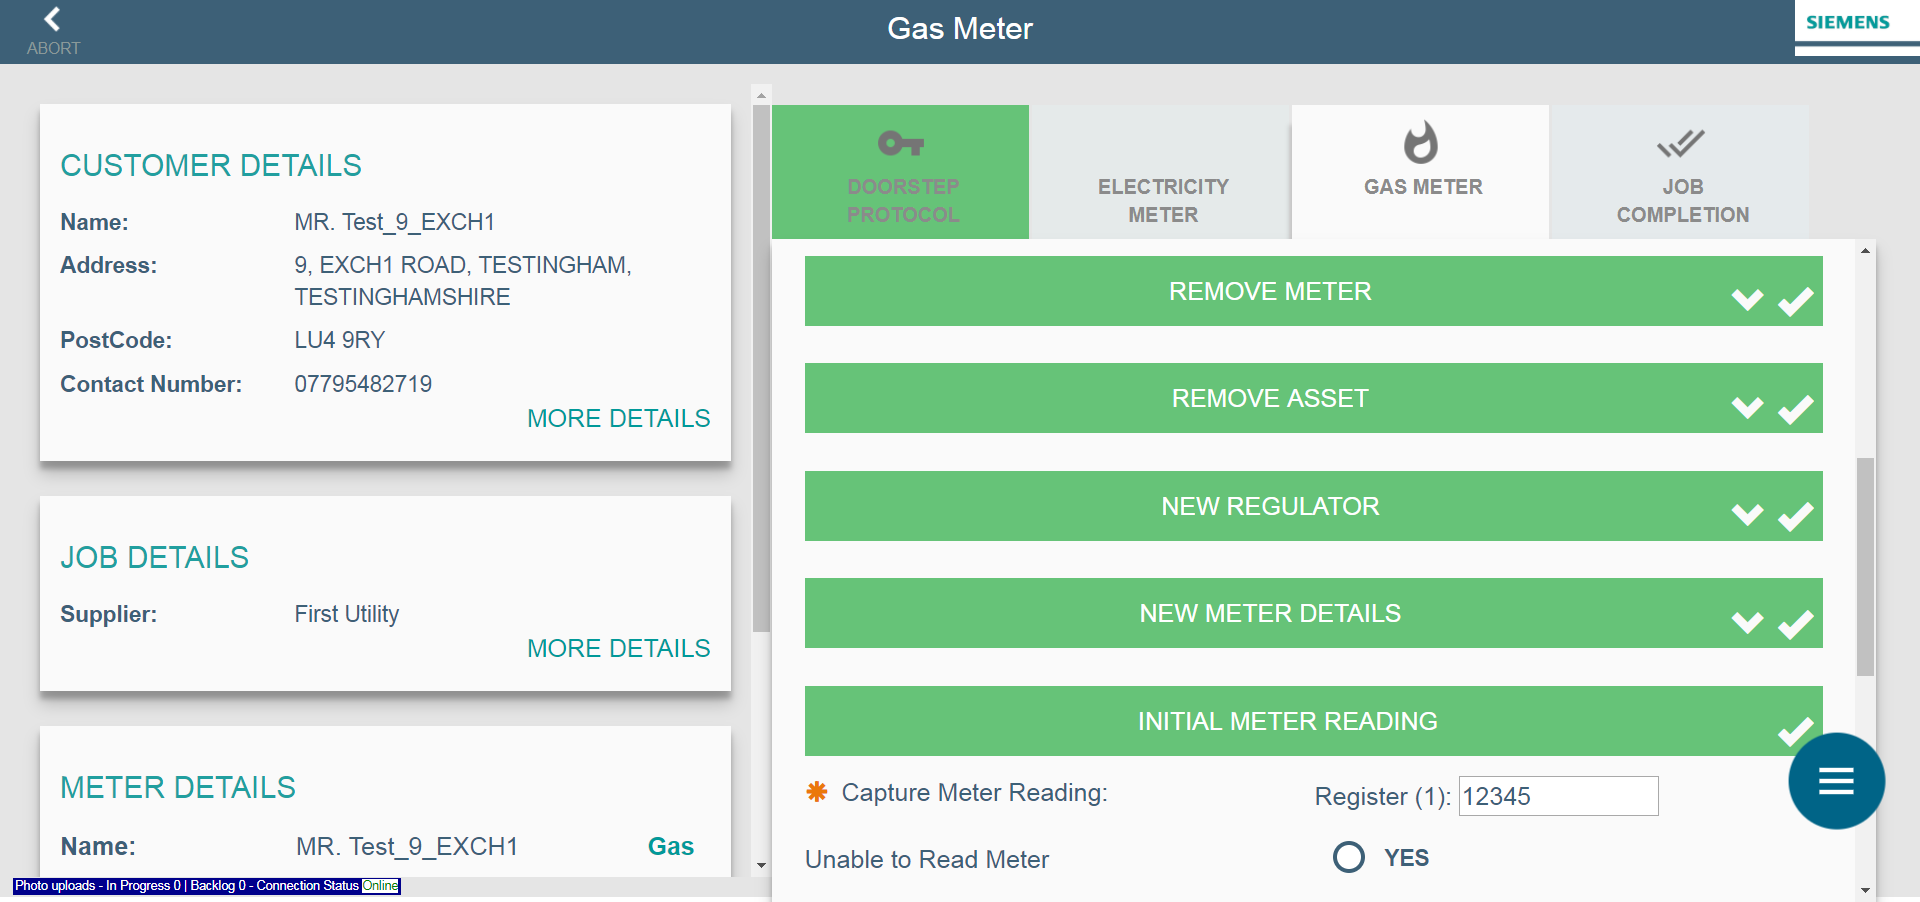 ABORT
Gas Meter
SIEMENS
CUSTOMER DETAILS
Name: MR. Test_9_EXCH1
Address: 9, EXCH1 ROAD, TESTINGHAM,
TESTINGHAMSHIRE
PostCode: LU4 9RY
Contact Number: 07795482719
MORE DETAILS
JOB DETAILS
Supplier: First Utility
MORE DETAILS
METER DETAILS
Name: MR. Test_9_EXCH1 Gas
Photo uploads - In Progress 0 | Backlog 0 - Connection Status Online
DOORSTEP
PROTOCOL
ELECTRICITY
METER
GAS METER
JOB
COMPLETION
REMOVE METER
REMOVE ASSET
NEW REGULATOR
NEW METER DETAILS
INITIAL METER READING
Capture Meter Reading: Register (1): 12345
Unable to Read Meter YES